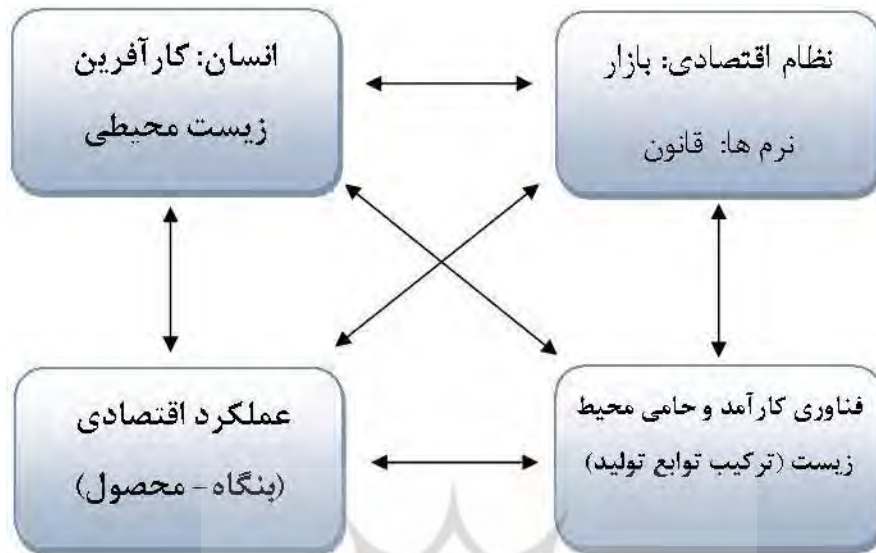 نظام اقتصادی: بازار
نرم ها: قانون
انسان: کارآفرین
زیست محیطی
فناوری کارآمد و حامی محیط
زیست (ترکیب توابع تولید)
عملکرد اقتصادی
(بنگاه - محصول)